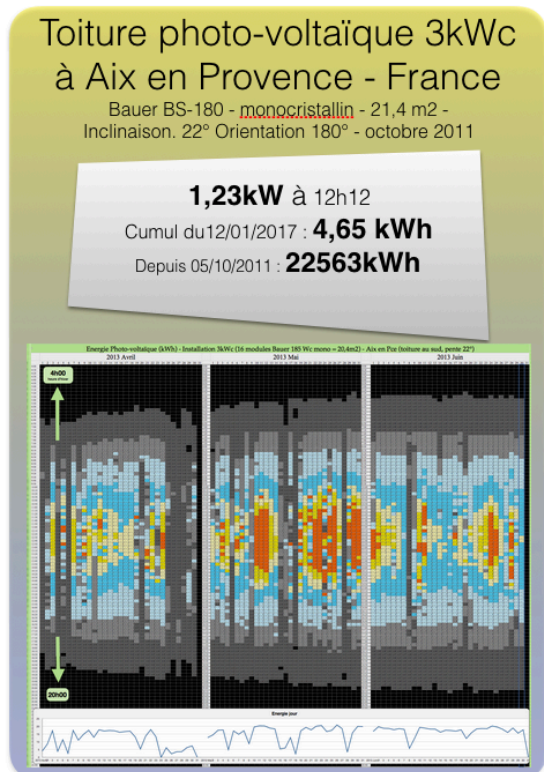 Toiture photo-voltaïque 3kWc
à Aix en Provence - France
Bauer BS-180 - monocristallin - 21,4 m2 -
Inclinaison. 22° Orientation 180° - octobre 2011
1,23kW à 12h12
Cumul du12/01/2017 : 4,65 kWh
Depuis 05/10/2011 : 22563kWh
Energie Photo-voltaïque (kWh) - Installation 3kWc (16 modules Bauer 185 Wc mono = 20,4m2) - Aix en Pce (toiture au sud, pente 22°)
2013 Avril 2013 Mai 2013 Juin
4h00
20h00
Energie jour